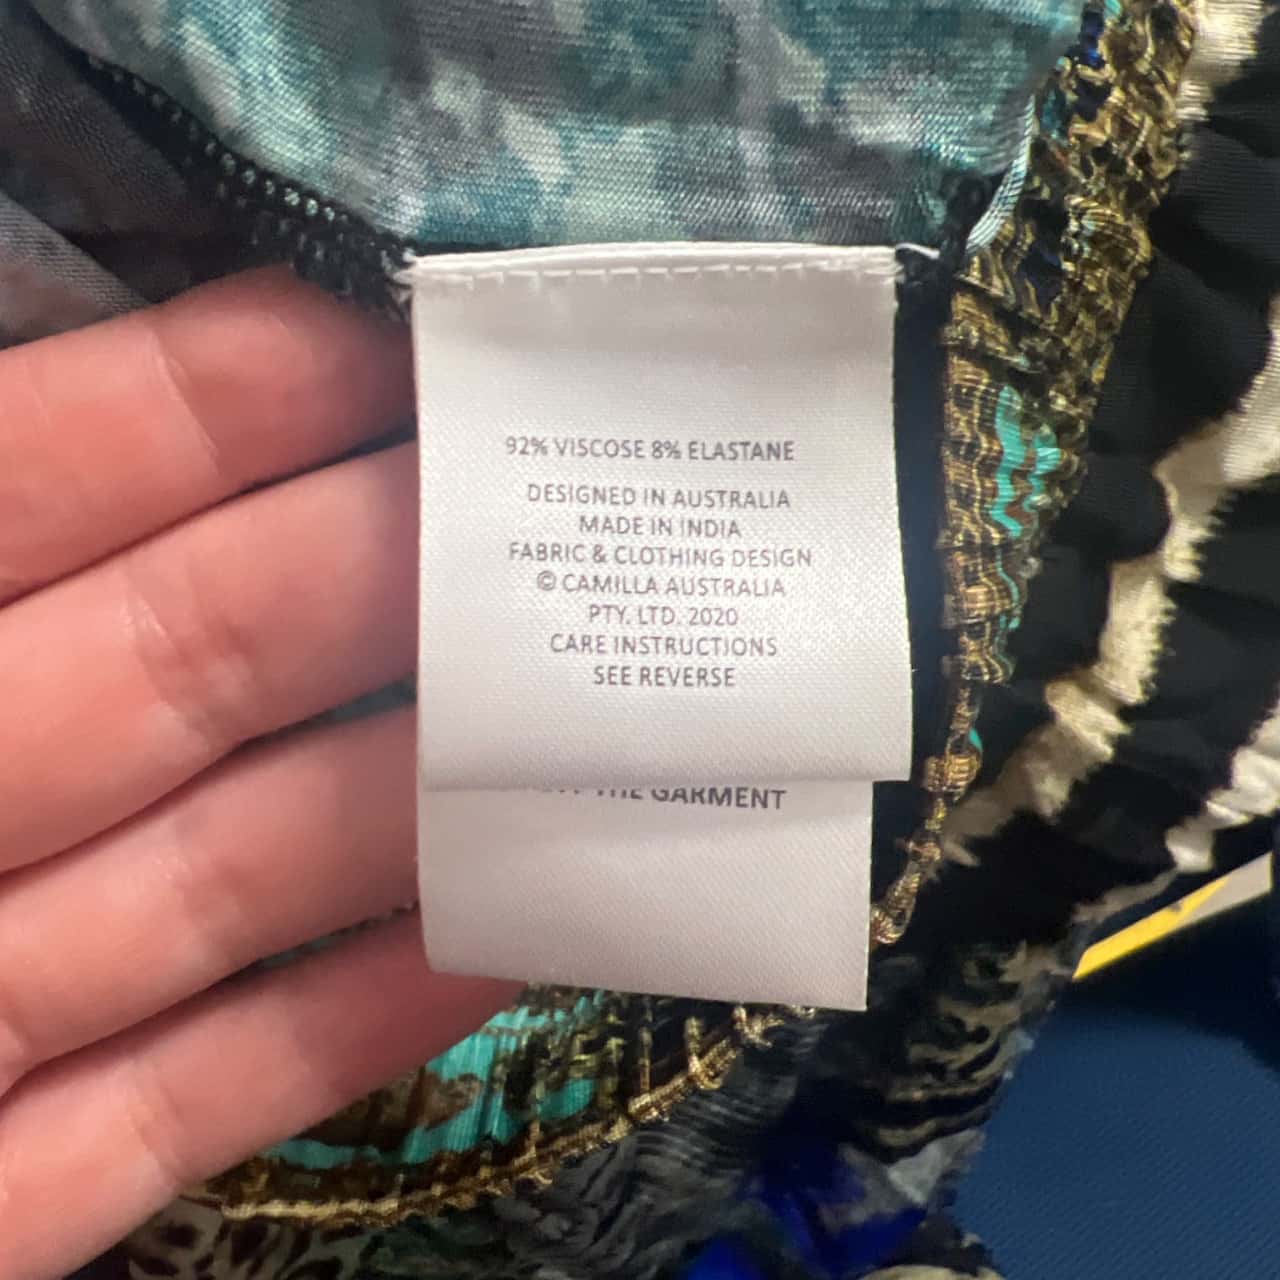 92% VISCOSE 8% ELASTANE
DESIGNED IN AUSTRALIA
MADE IN INDIA
FABRIC & CLOTHING DESIGN
© CAMILLA AUSTRALIA
PTY. LTD. 2020
CARE INSTRUCTIONS
SEE REVERSE
THE GARMENT